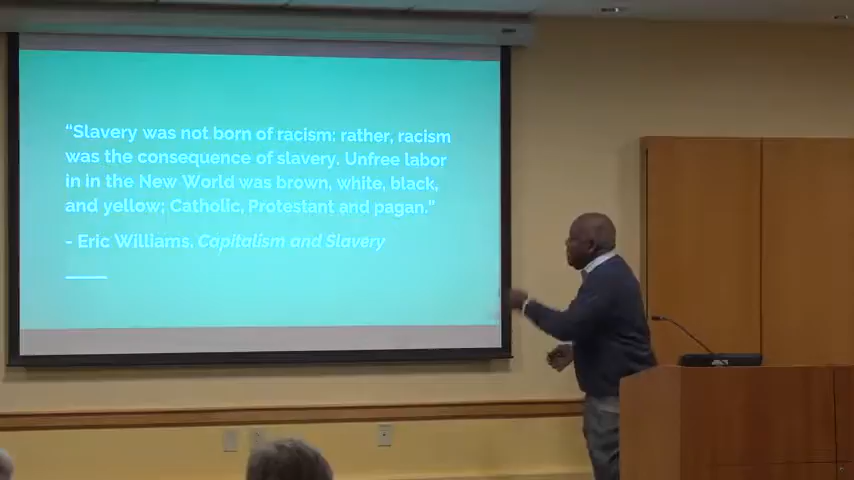 “Slavery was not born of racism: rather, racism
was the consequence of slavery. Unfree labor
in in the New World was brown, white, black,
and yellow; Catholic, Protestant and pagan.”
- Eric Williams, Capitalism and Slavery